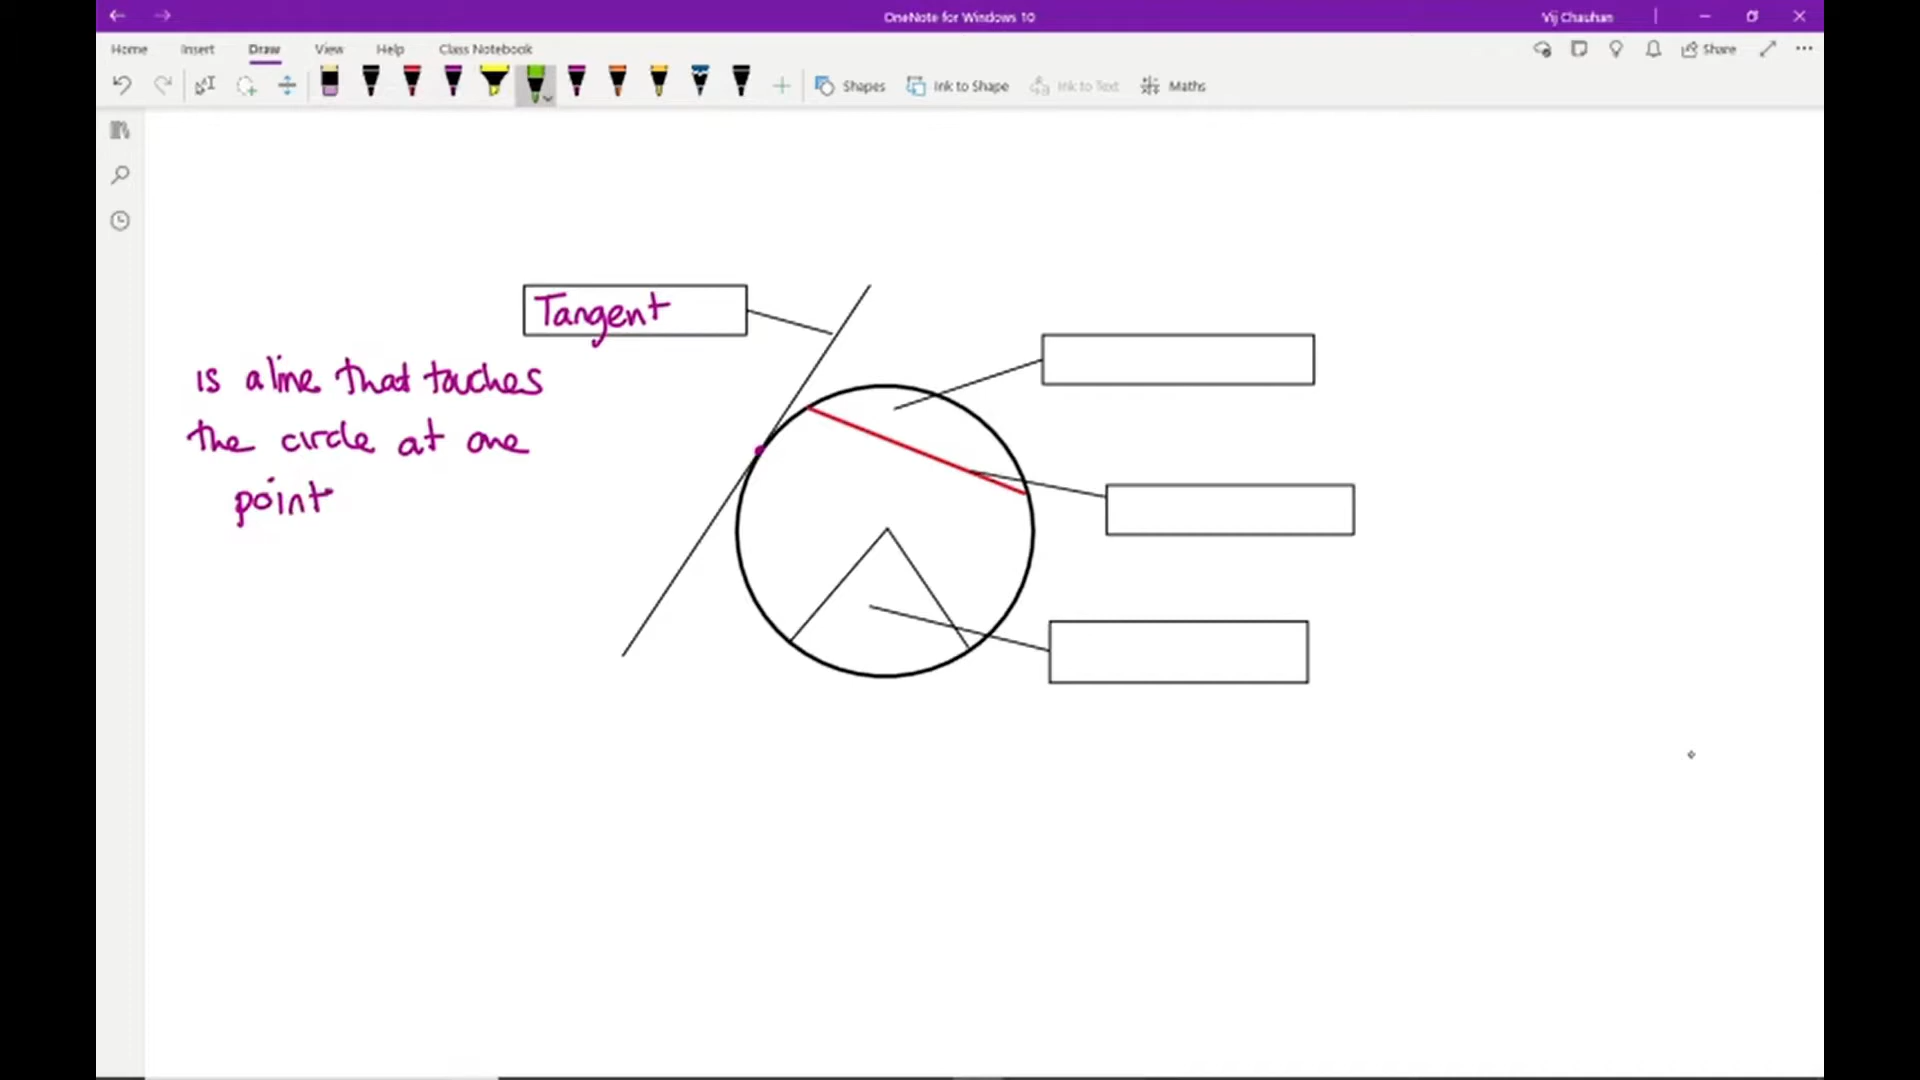 OneNote for Windows 10
Vij Chauhan
Home Insert Draw View Help Class Notebook
Share
Shapes Ink to Shape Ink to Text Maths
Tangent
is a line that touches
the circle at one
point